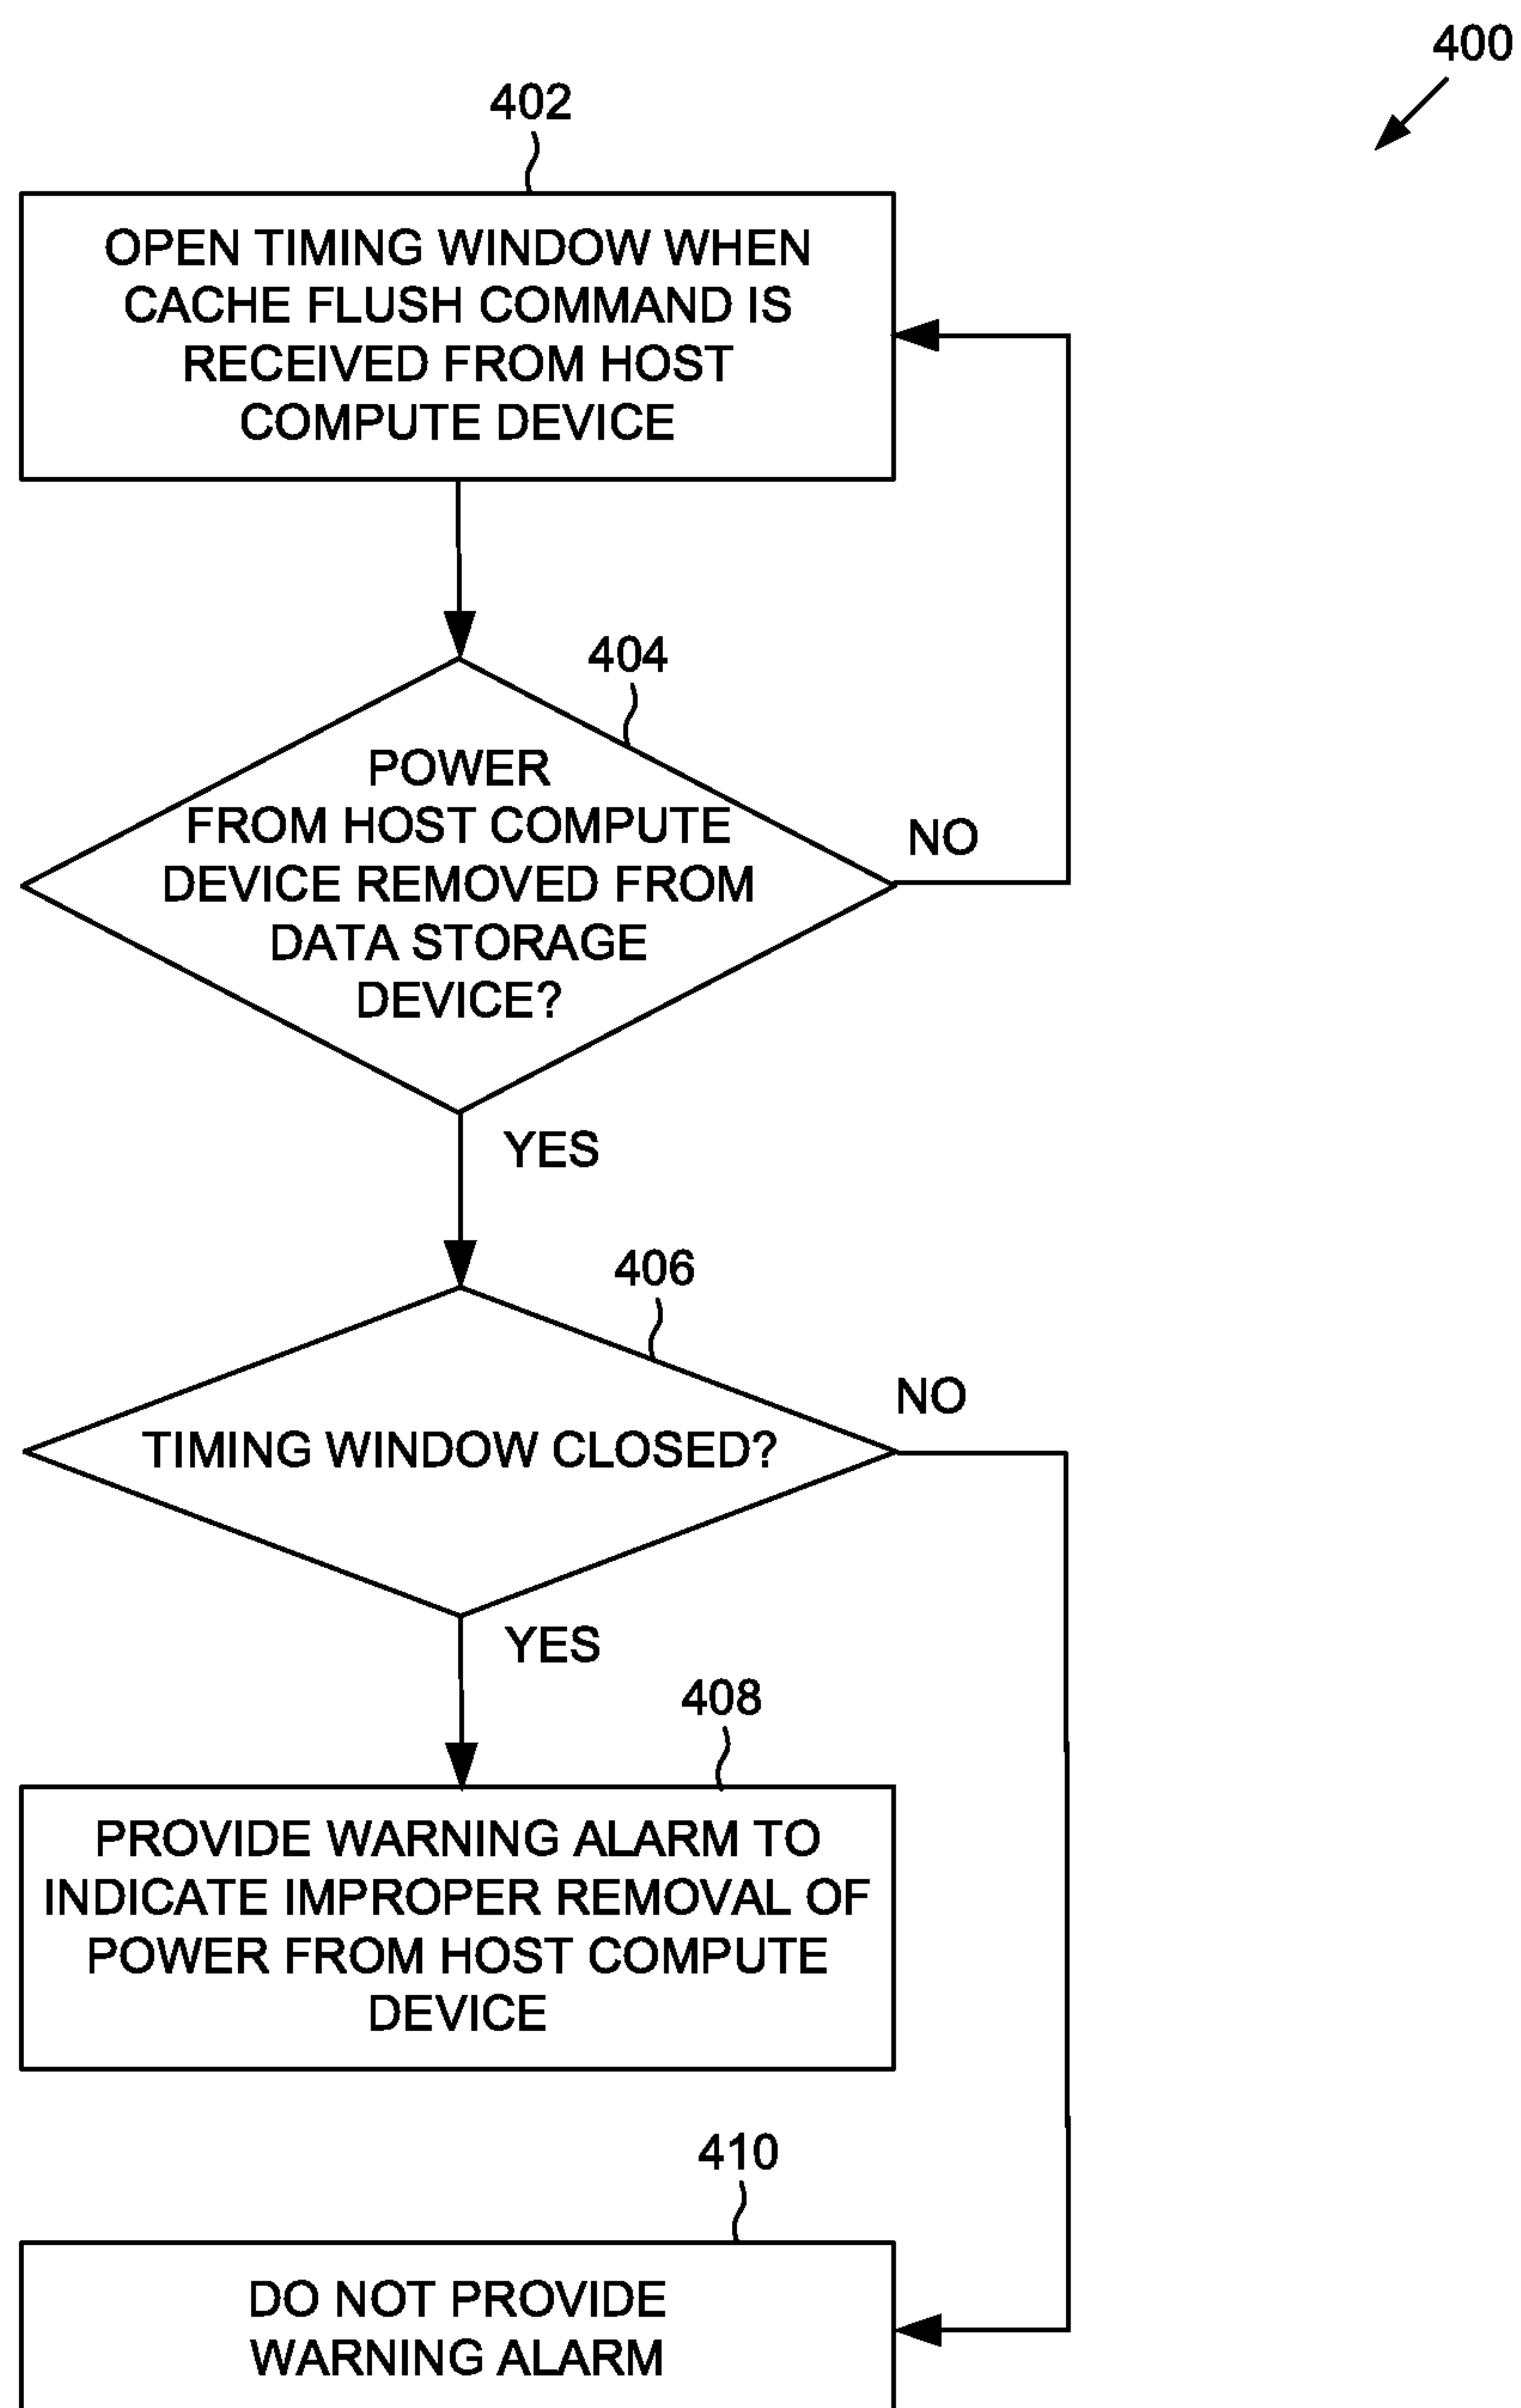 400
402
OPEN TIMING WINDOW WHEN
CACHE FLUSH COMMAND IS
RECEIVED FROM HOST
COMPUTE DEVICE
404
POWER
FROM HOST COMPUTE
DEVICE REMOVED FROM
DATA STORAGE
DEVICE?
NO
YES
406
TIMING WINDOW CLOSED?
NO
YES
408
PROVIDE WARNING ALARM TO
INDICATE IMPROPER REMOVAL OF
POWER FROM HOST COMPUTE
DEVICE
410
DO NOT PROVIDE
WARNING ALARM